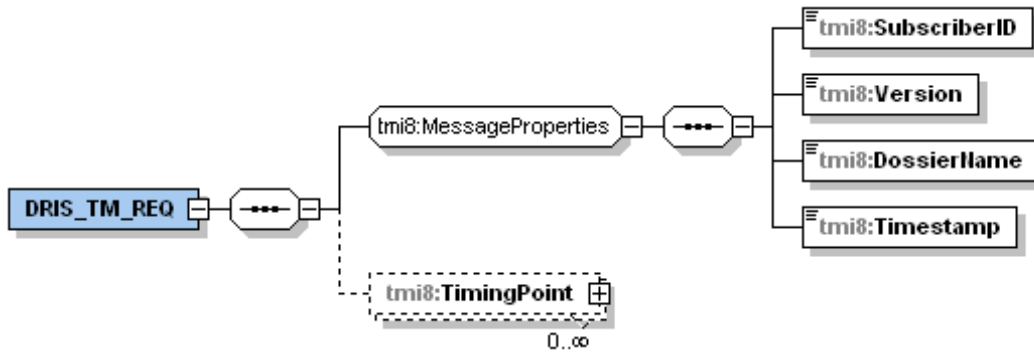 tmi8:SubscriberID
tmi8:Version
tmi8:MessageProperties
tmi8:DossierName
DRIS_TM_REQ
tmi8:Timestamp
tmi8:TimingPoint
0..∞